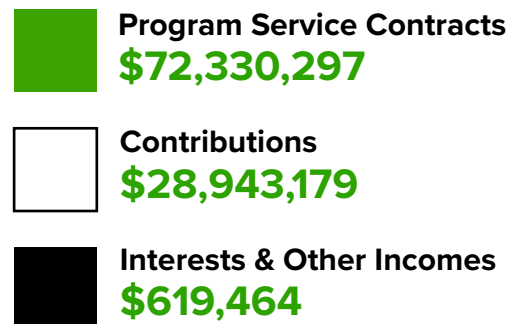 Program Service Contracts
$72,330,297
Contributions
$28,943,179
Interests & Other Incomes
$619,464